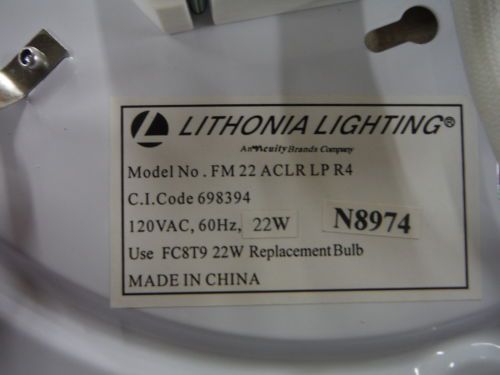 LITHONIA LIGHTING®
An Acuity Brands Company
Model No. FM 22 ACLR LP R4
C.I.Code 698394
120VAC, 60Hz, 22W N8974
Use FC8T9 22W Replacement Bulb
MADE IN CHINA